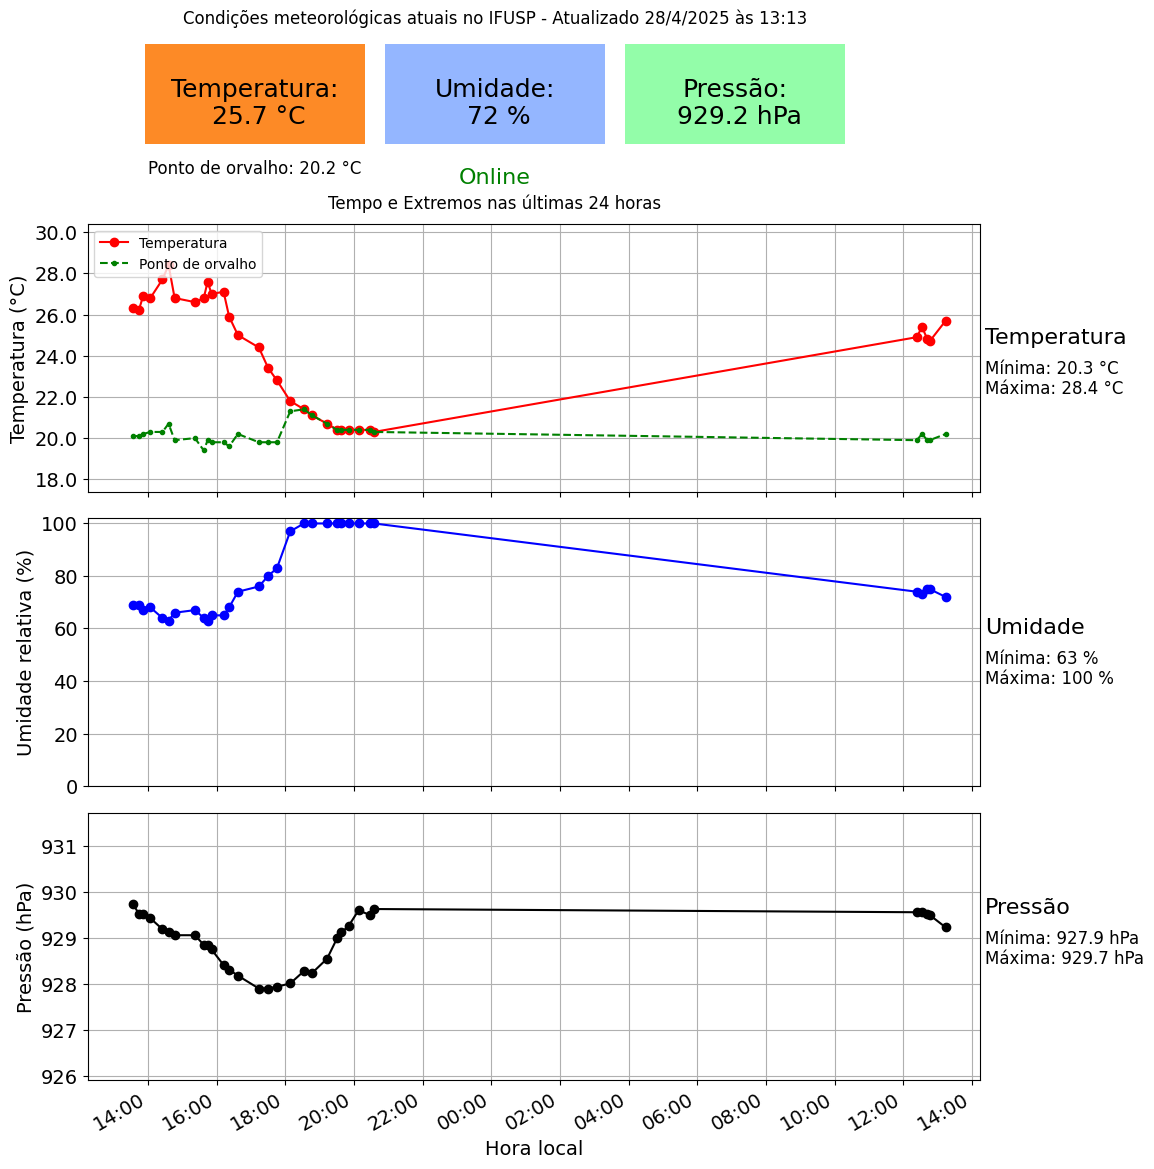 Condições meteorológicas atuais no IFUSP - Atualizado 28/4/2025 às 13:13
Temperatura:
25.7 °C
Umidade:
72 %
Pressão:
929.2 hPa
Ponto de orvalho: 20.2 °C
Online
Tempo e Extremos nas últimas 24 horas
Temperatura (°C)
30.0
28.0
26.0
24.0
22.0
20.0
18.0
Temperatura
Ponto de orvalho
Temperatura
Mínima: 20.3 °C
Máxima: 28.4 °C
Umidade relativa (%)
100
80
60
40
20
0
Umidade
Mínima: 63 %
Máxima: 100 %
Pressão (hPa)
931
930
929
928
927
926
Pressão
Mínima: 927.9 hPa
Máxima: 929.7 hPa
14:00 16:00 18:00 20:00 22:00 00:00 02:00 04:00 06:00 08:00 10:00 12:00 14:00
Hora local